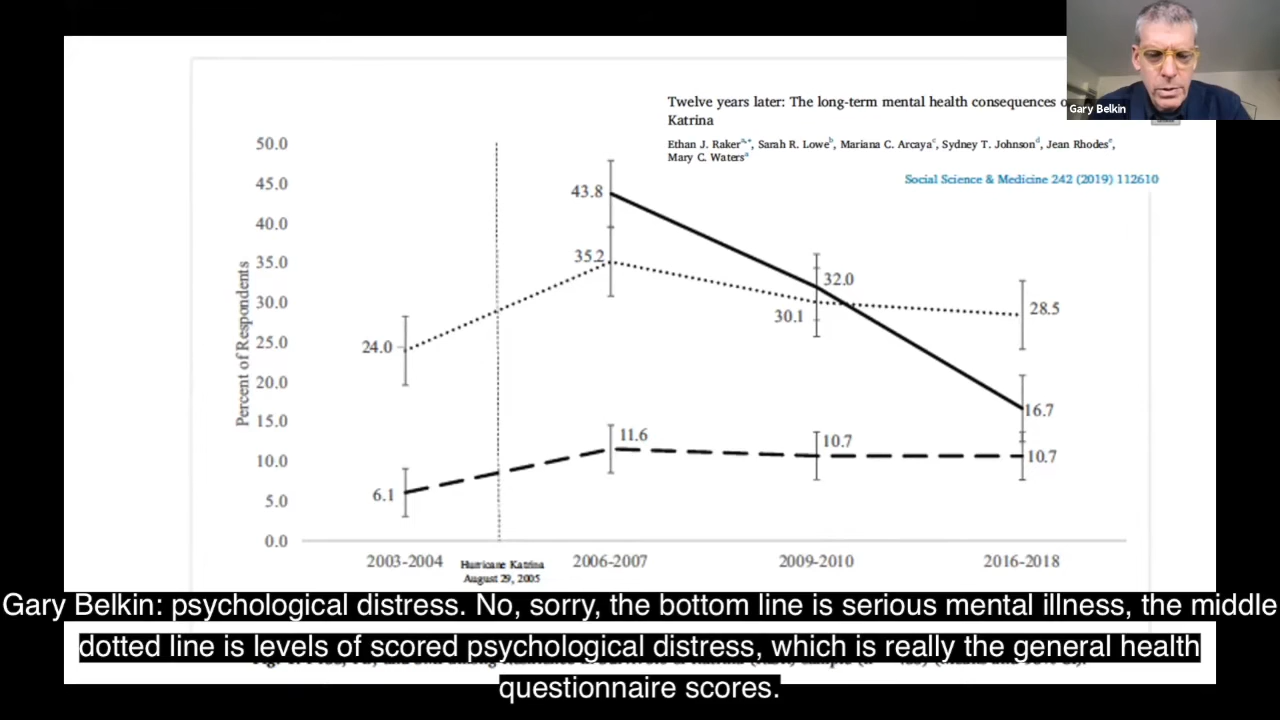 Gary Belkin
Twelve years later: The long-term mental health consequences
Katrina
Ethan J. Raker a,*, Sarah R. Lowe b, Mariana C. Arcaya c, Sydney T. Johnson d, Jean Rhodes e,
Mary C. Waters a
Social Science & Medicine 242 (2019) 112610
Percent of Respondents
50.0
45.0
40.0
35.0
30.0
25.0
20.0
15.0
10.0
5.0
0.0
43.8
35.2
32.0
30.1
28.5
24.0
16.7
11.6
10.7
10.7
6.1
2003-2004
Hurricane Katrina
August 29, 2005
2006-2007
2009-2010
2016-2018
Gary Belkin: psychological distress. No, sorry, the bottom line is serious mental illness, the middle
dotted line is levels of scored psychological distress, which is really the general health
questionnaire scores.